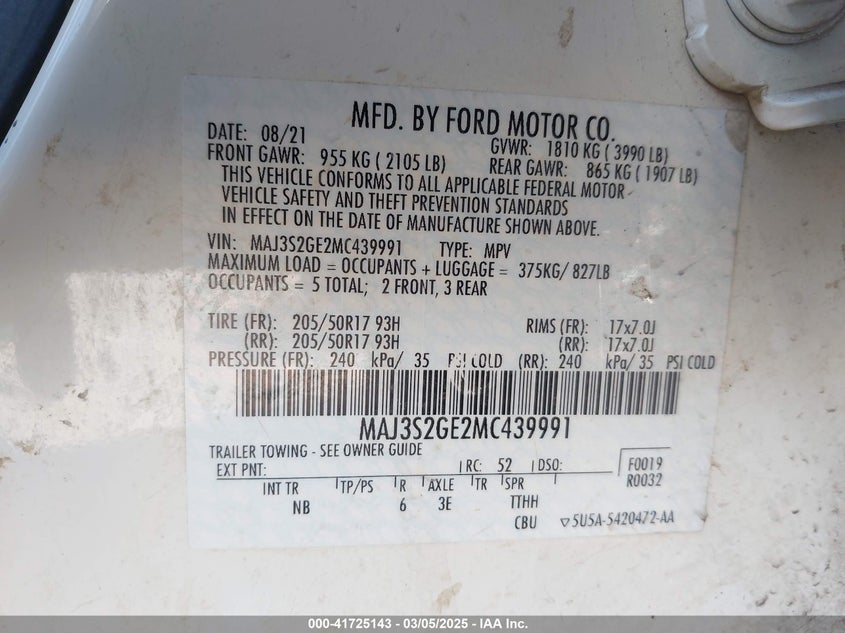 MFD. BY FORD MOTOR CO.
DATE: 08/21 GVWR: 1810 KG ( 3990 LB)
FRONT GAWR: 955 KG ( 2105 LB) REAR GAWR: 865 KG ( 1907 LB)
THIS VEHICLE CONFORMS TO ALL APPLICABLE FEDERAL MOTOR
VEHICLE SAFETY AND THEFT PREVENTION STANDARDS
IN EFFECT ON THE DATE OF MANUFACTURE SHOWN ABOVE.
VIN: MAJ3S2GE2MC439991 TYPE: MPV
MAXIMUM LOAD = OCCUPANTS + LUGGAGE = 375KG/ 827LB
OCCUPANTS = 5 TOTAL; 2 FRONT, 3 REAR
TIRE (FR): 205/50R17 93H RIMS (FR): 17x7.0J
(RR): 205/50R17 93H (RR): 17x7.0J
PRESSURE (FR): 240 kPa/ 35 PSI COLD (RR): 240 kPa/ 35 PSI COLD
MAJ3S2GE2MC439991
TRAILER TOWING - SEE OWNER GUIDE
EXT PNT: RC: 52 DSO: F0019
R0032
INT TR TP/PS R AXLE TR SPR
NB 6 3E TTHH
CBU 5U5A-5420472-AA
000-41725143 - 03/05/2025 - IAA Inc.